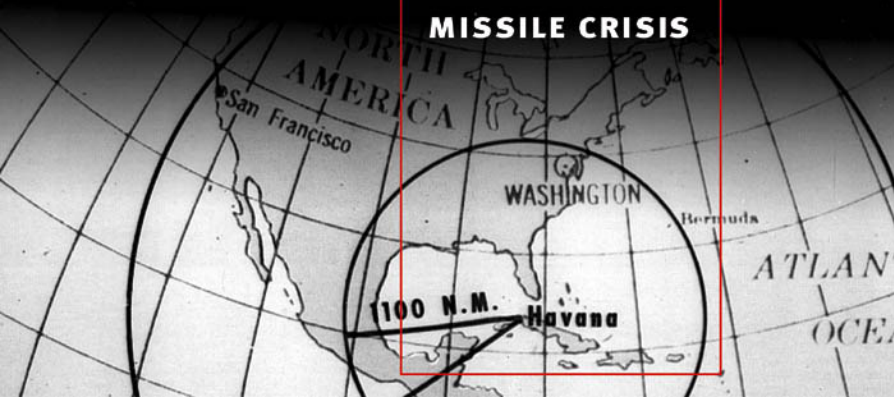 MISSILE CRISIS
NORTH
AMERICA
San Francisco
WASHINGTON
Bermuda
ATLAN
1100 N.M.
Havana
OCEA